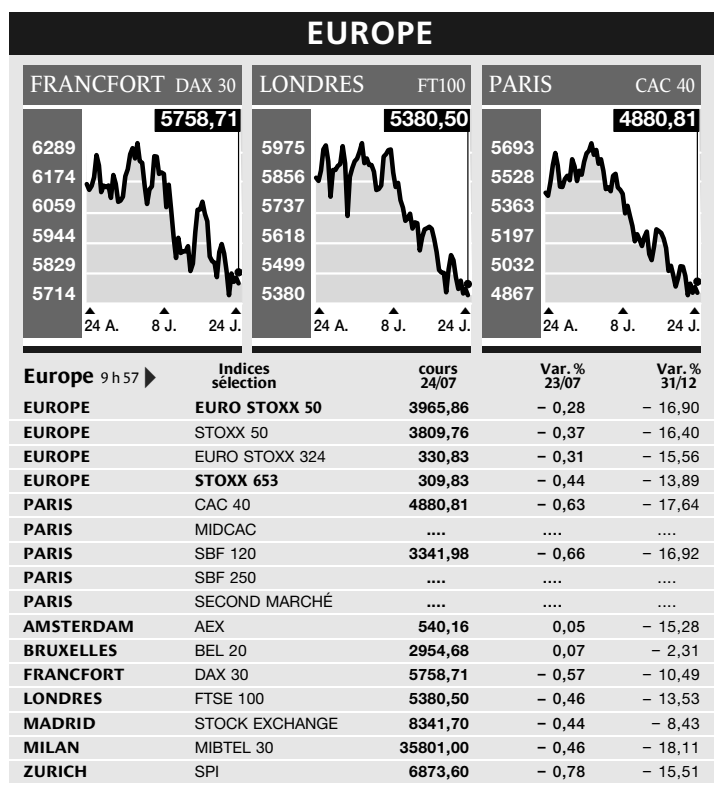 EUROPE
FRANCFORT DAX 30
5758,71
6289
6174
6059
5944
5829
5714
24 A. 8 J. 24 J.
LONDRES FT100
5380,50
5975
5856
5737
5618
5499
5380
24 A. 8 J. 24 J.
PARIS CAC 40
4880,81
5693
5528
5363
5197
5032
4867
24 A. 8 J. 24 J.
Europe 9 h 57 Indices sélection cours 24/07 Var. % 23/07 Var. % 31/12
EUROPE EURO STOXX 50 3965,86 – 0,28 – 16,90
EUROPE STOXX 50 3809,76 – 0,37 – 16,40
EUROPE EURO STOXX 324 330,83 – 0,31 – 15,56
EUROPE STOXX 653 309,83 – 0,44 – 13,89
PARIS CAC 40 4880,81 – 0,63 – 17,64
PARIS MIDCAC .... .... ....
PARIS SBF 120 3341,98 – 0,66 – 16,92
PARIS SBF 250 .... .... ....
PARIS SECOND MARCHÉ .... .... ....
AMSTERDAM AEX 540,16 0,05 – 15,28
BRUXELLES BEL 20 2954,68 0,07 – 2,31
FRANCFORT DAX 30 5758,71 – 0,57 – 10,49
LONDRES FTSE 100 5380,50 – 0,46 – 13,53
MADRID STOCK EXCHANGE 8341,70 – 0,44 – 8,43
MILAN MIBTEL 30 35801,00 – 0,46 – 18,11
ZURICH SPI 6873,60 – 0,78 – 15,51